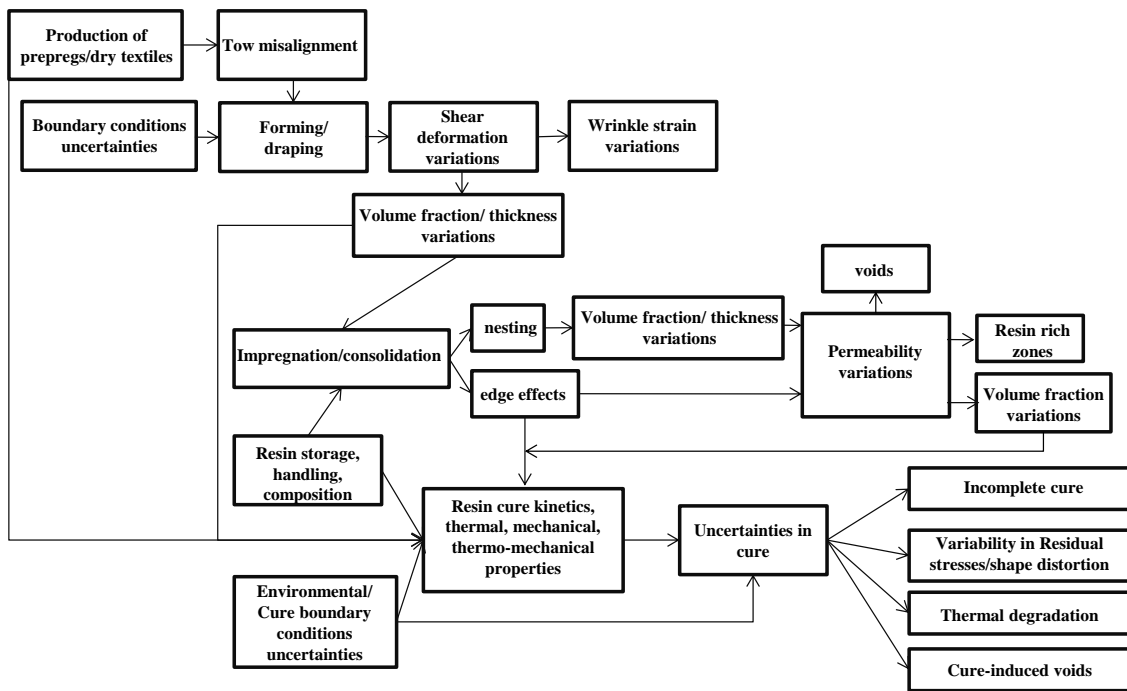 Production of
prepregs/dry textiles
Tow misalignment
Boundary conditions
uncertainties
Forming/
draping
Shear
deformation
variations
Wrinkle strain
variations
Volume fraction/ thickness
variations
voids
Impregnation/consolidation
nesting
Volume fraction/ thickness
variations
Permeability
variations
Resin rich
zones
edge effects
Volume fraction
variations
Resin storage,
handling,
composition
Resin cure kinetics,
thermal, mechanical,
thermo-mechanical
properties
Uncertainties in
cure
Incomplete cure
Variability in Residual
stresses/shape distortion
Environmental/
Cure boundary
conditions
uncertainties
Thermal degradation
Cure-induced voids